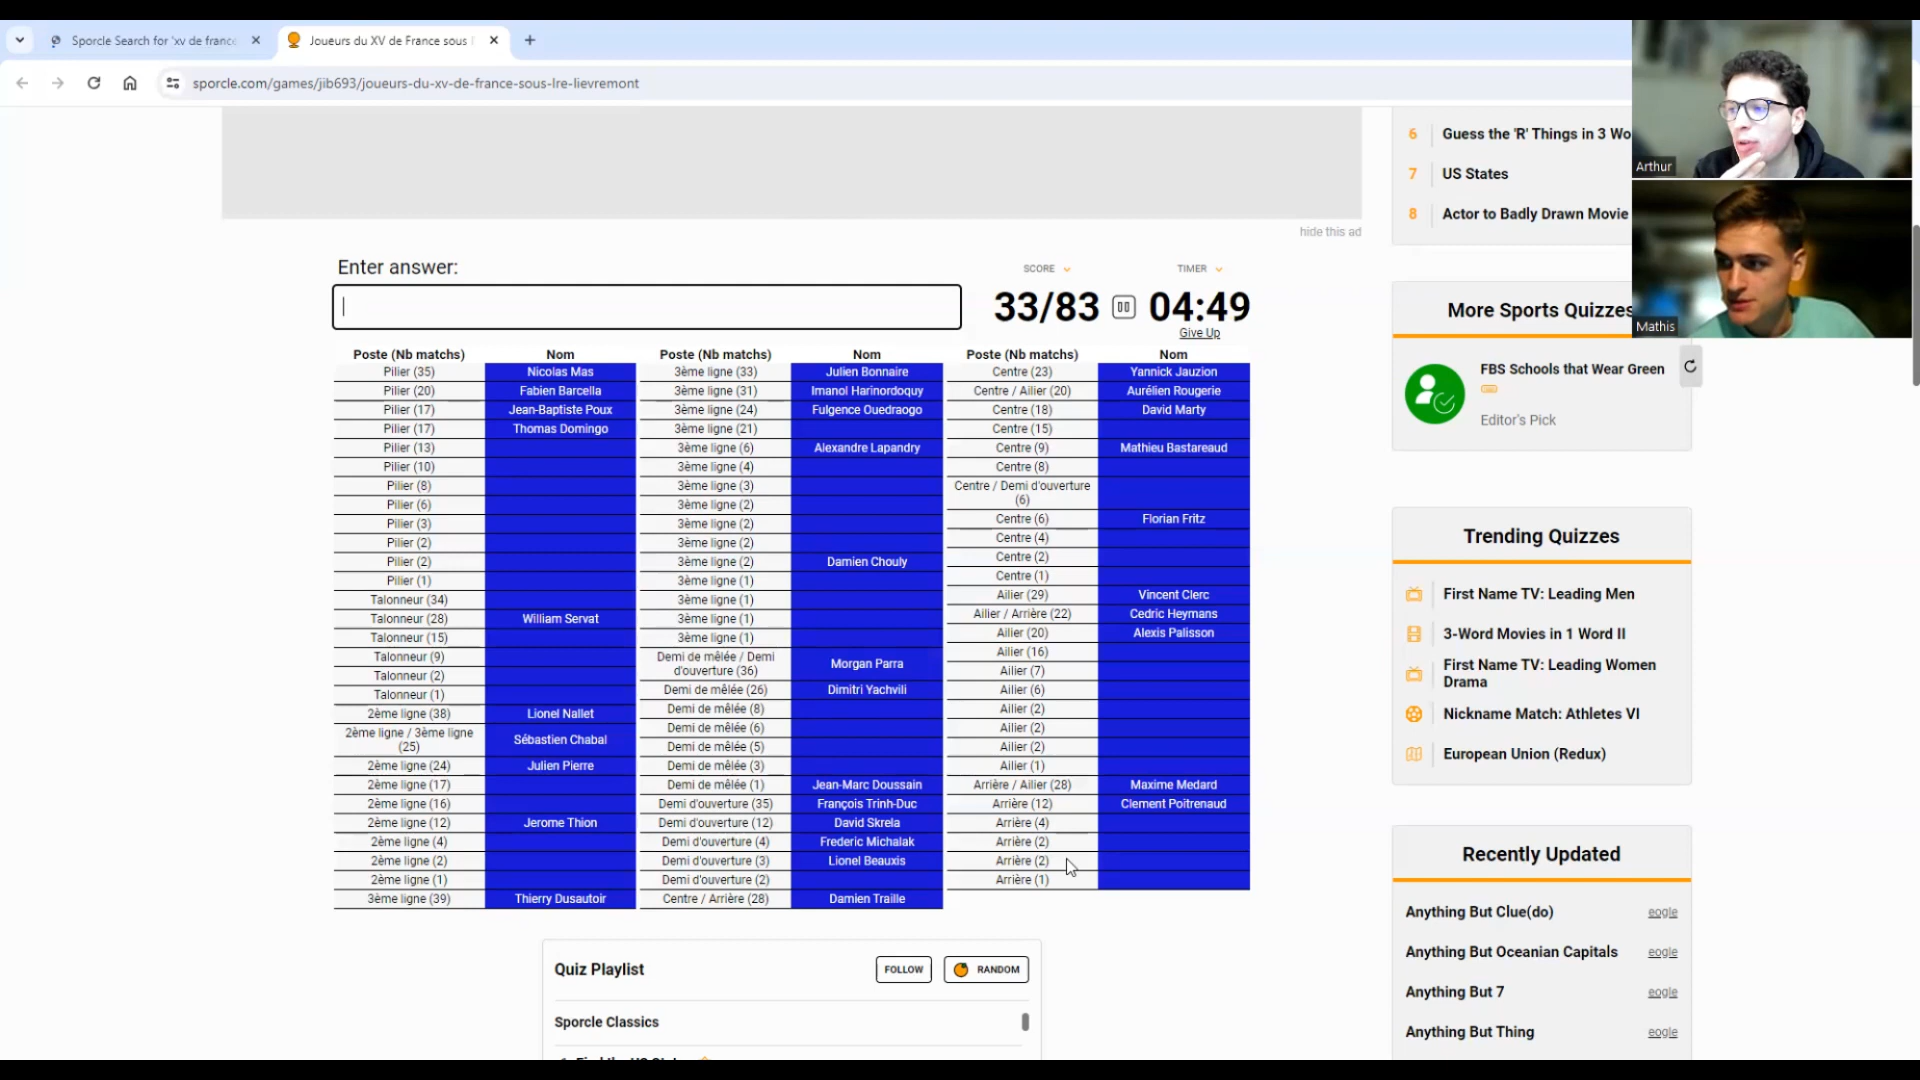 Sporcle Search for 'xv de france
Joueurs du XV de France sous
sporcle.com/games/jib693/joueurs-du-xv-de-france-sous-lre-lievremont
6 Guess the 'R' Things in 3 Wo
7 US States
8 Actor to Badly Drawn Movie
Arthur
Mathis
hide this ad
Enter answer:
SCORE
TIMER
33/83
04:49
Give Up
Poste (Nb matchs) Nom
Pilier (35) Nicolas Mas
Pilier (20) Fabien Barcella
Pilier (17) Jean-Baptiste Poux
Pilier (17) Thomas Domingo
Pilier (13)
Pilier (10)
Pilier (8)
Pilier (6)
Pilier (3)
Pilier (2)
Pilier (2)
Pilier (1)
Talonneur (34)
Talonneur (28) William Servat
Talonneur (15)
Talonneur (9)
Talonneur (2)
Talonneur (1)
2ème ligne (38) Lionel Nallet
2ème ligne / 3ème ligne
(25) Sébastien Chabal
2ème ligne (24) Julien Pierre
2ème ligne (17)
2ème ligne (16)
2ème ligne (12) Jerome Thion
2ème ligne (4)
2ème ligne (2)
2ème ligne (1)
3ème ligne (39) Thierry Dusautoir
Poste (Nb matchs) Nom
3ème ligne (33) Julien Bonnaire
3ème ligne (31) Imanol Harinordoquy
3ème ligne (24) Fulgence Ouedraogo
3ème ligne (21)
3ème ligne (6) Alexandre Lapandry
3ème ligne (4)
3ème ligne (3)
3ème ligne (2)
3ème ligne (2)
3ème ligne (2)
3ème ligne (2) Damien Chouly
3ème ligne (1)
3ème ligne (1)
3ème ligne (1)
3ème ligne (1)
Demi de mêlée / Demi
d'ouverture (36) Morgan Parra
Demi de mêlée (26) Dimitri Yachvili
Demi de mêlée (8)
Demi de mêlée (6)
Demi de mêlée (5)
Demi de mêlée (3)
Demi de mêlée (1) Jean-Marc Doussain
Demi d'ouverture (35) François Trinh-Duc
Demi d'ouverture (12) David Skrela
Demi d'ouverture (4) Frederic Michalak
Demi d'ouverture (3) Lionel Beauxis
Demi d'ouverture (2)
Centre / Arrière (28) Damien Traille
Poste (Nb matchs) Nom
Centre (23) Yannick Jauzion
Centre / Ailier (20) Aurélien Rougerie
Centre (18) David Marty
Centre (15)
Centre (9) Mathieu Bastareaud
Centre (8)
Centre / Demi d'ouverture
(6)
Centre (6) Florian Fritz
Centre (4)
Centre (2)
Centre (1)
Ailier (29) Vincent Clerc
Ailier / Arrière (22) Cedric Heymans
Ailier (20) Alexis Palisson
Ailier (16)
Ailier (7)
Ailier (6)
Ailier (2)
Ailier (2)
Ailier (2)
Ailier (1)
Arrière / Ailier (28) Maxime Medard
Arrière (12) Clement Poitrenaud
Arrière (4)
Arrière (2)
Arrière (2)
Arrière (1)
Quiz Playlist
FOLLOW
RANDOM
Sporcle Classics
More Sports Quizzes
FBS Schools that Wear Green
Editor's Pick
Trending Quizzes
First Name TV: Leading Men
3-Word Movies in 1 Word II
First Name TV: Leading Women
Drama
Nickname Match: Athletes VI
European Union (Redux)
Recently Updated
Anything But Clue(do) eogle
Anything But Oceanian Capitals eogle
Anything But 7 eogle
Anything But Thing eogle